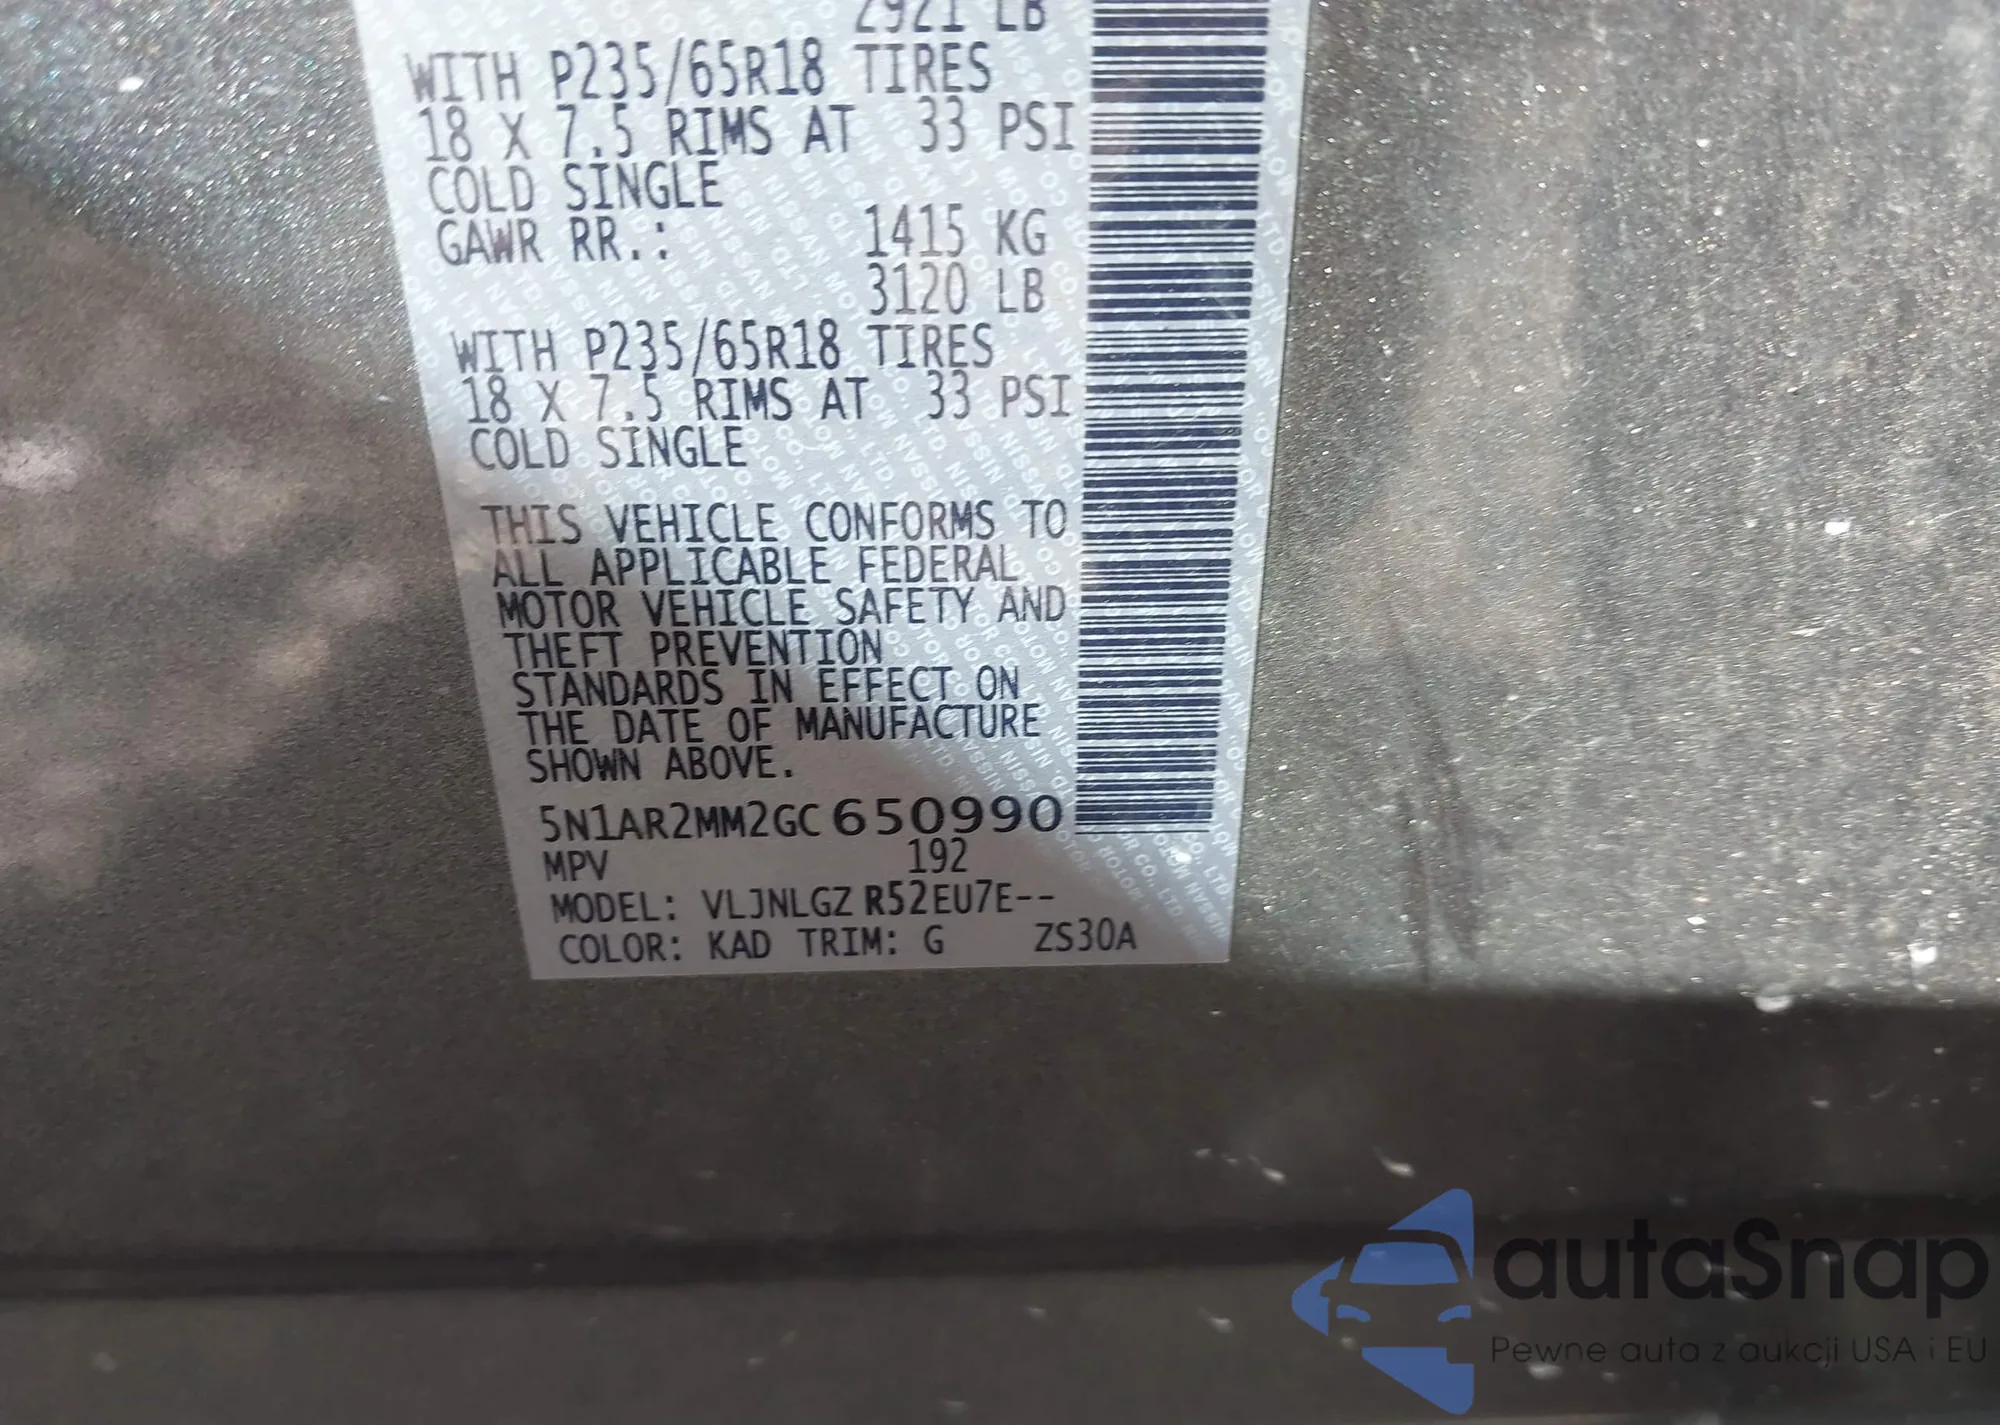 2921 LB
WITH P235/65R18 TIRES
18 X 7.5 RIMS AT 33 PSI
COLD SINGLE
GAWR RR.: 1415 KG
3120 LB
WITH P235/65R18 TIRES
18 X 7.5 RIMS AT 33 PSI
COLD SINGLE
THIS VEHICLE CONFORMS TO
ALL APPLICABLE FEDERAL
MOTOR VEHICLE SAFETY AND
THEFT PREVENTION
STANDARDS IN EFFECT ON
THE DATE OF MANUFACTURE
SHOWN ABOVE.
5N1AR2MM2GC650990
MPV 192
MODEL: VLJNLGZ R52EU7E--
COLOR: KAD TRIM: G ZS30A
autaSnap
Pewne auta z aukcji USA i EU